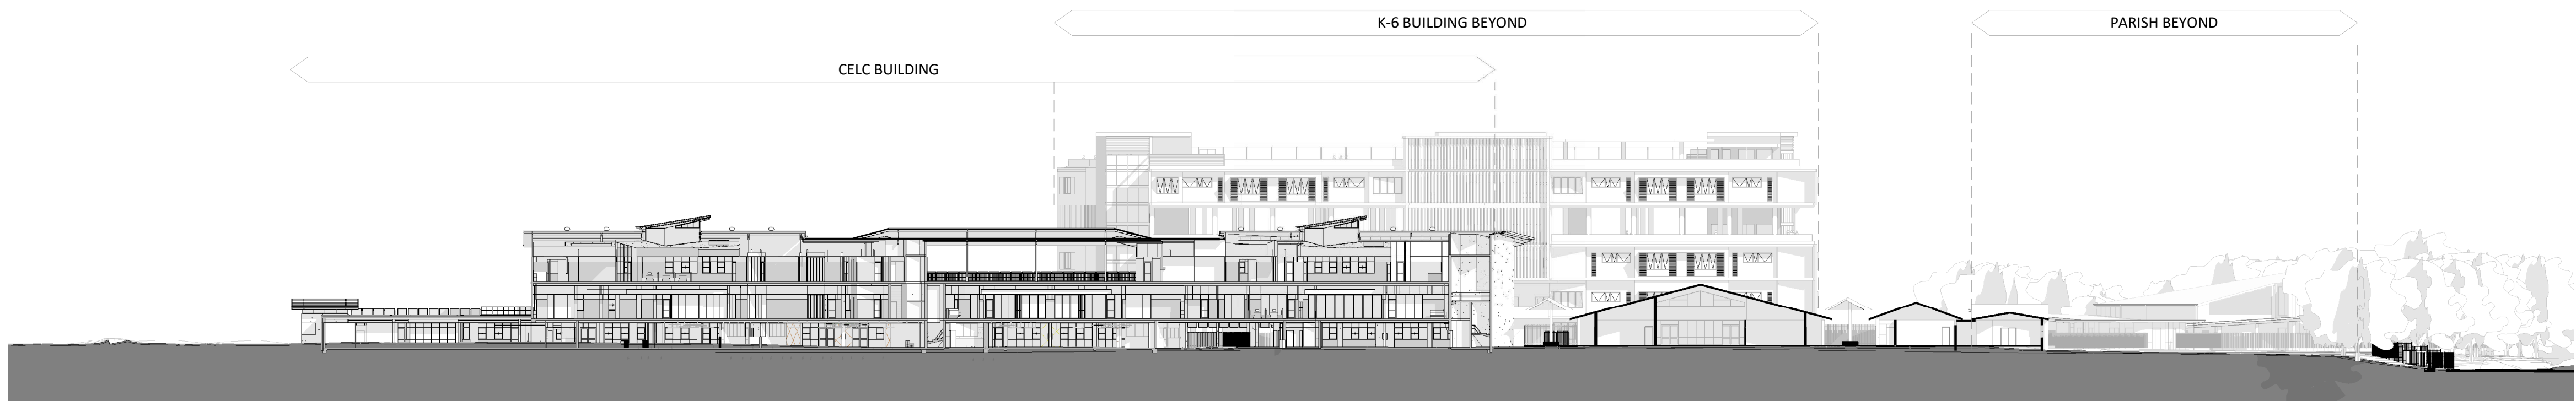 K-6 BUILDING BEYOND
PARISH BEYOND
CELC BUILDING